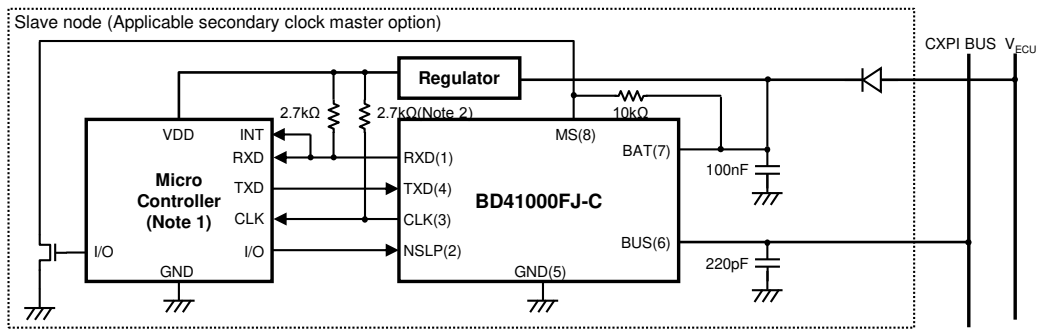 Slave node (Applicable secondary clock master option)
CXPI BUS V_ECU
Regulator
2.7kΩ
2.7kΩ(Note 2)
10kΩ
VDD
INT
RXD
TXD
CLK
I/O
I/O
GND
Micro
Controller
(Note 1)
MS(8)
RXD(1)
BAT(7)
TXD(4)
BD41000FJ-C
CLK(3)
NSLP(2)
BUS(6)
GND(5)
100nF
220pF